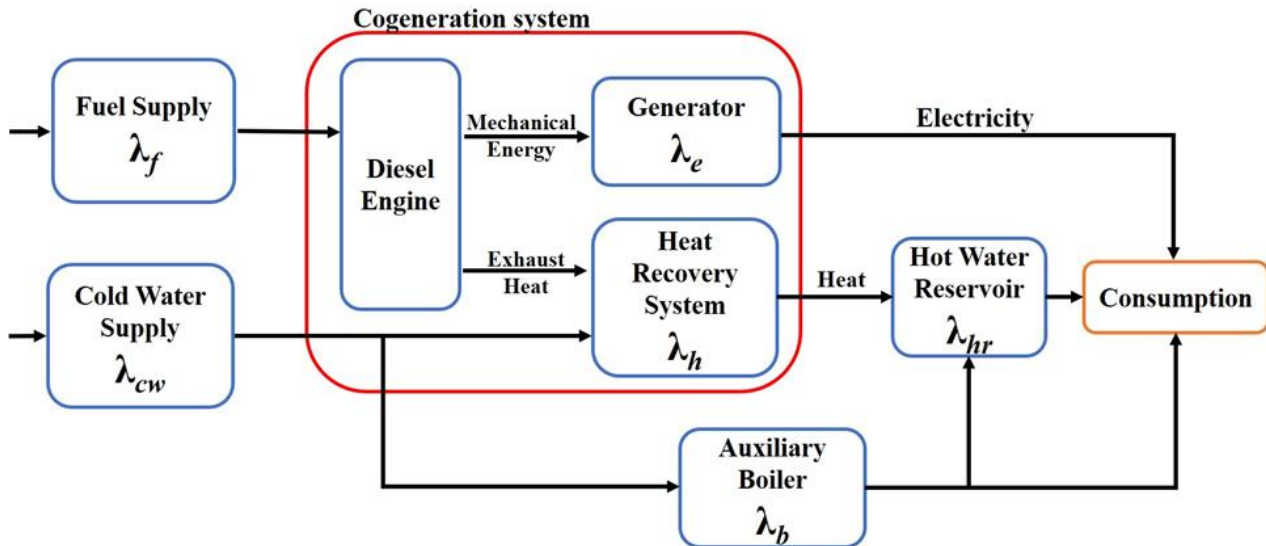 Cogeneration system
Fuel Supply
λf
Diesel
Engine
Mechanical
Energy
Generator
λe
Electricity
Exhaust
Heat
Heat
Recovery
System
λh
Heat
Hot Water
Reservoir
λhr
Consumption
Cold Water
Supply
λcw
Auxiliary
Boiler
λb